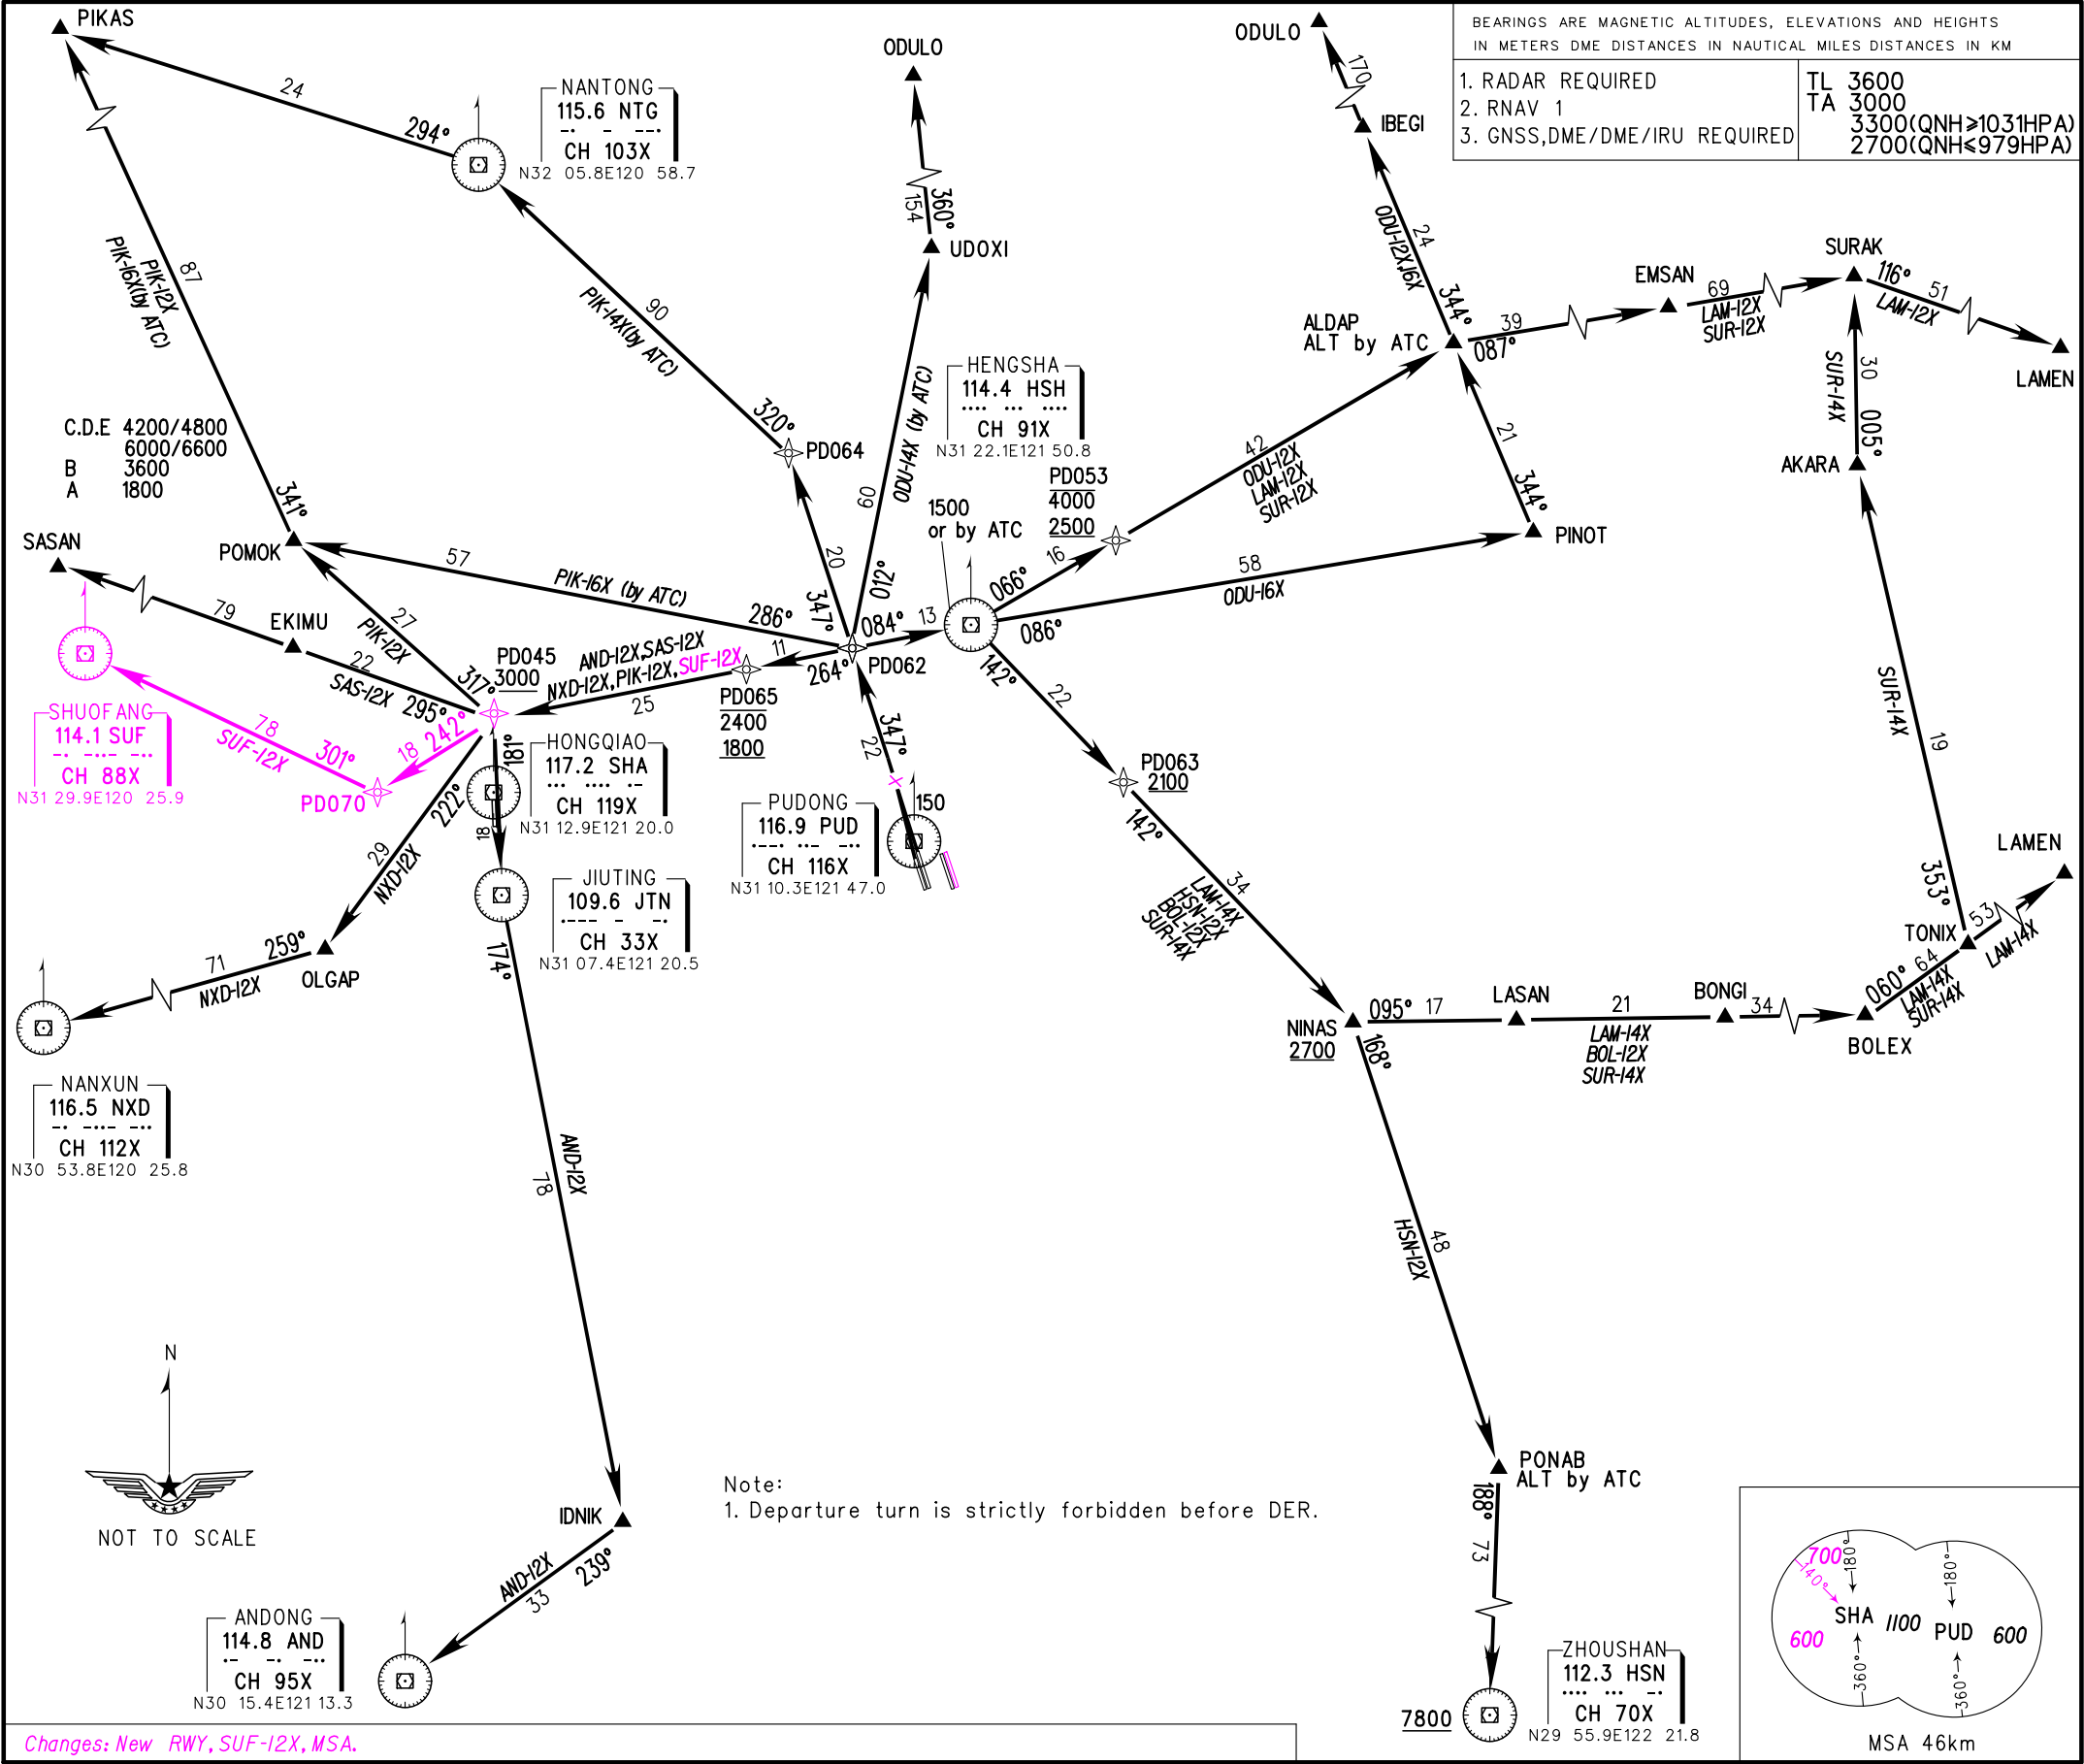 PIKAS
ODULO
ODULO
BEARINGS ARE MAGNETIC ALTITUDES, ELEVATIONS AND HEIGHTS
IN METERS DME DISTANCES IN NAUTICAL MILES DISTANCES IN KM
1. RADAR REQUIRED
2. RNAV 1
3. GNSS,DME/DME/IRU REQUIRED
TL 3600
TA 3000
3300(QNH≥1031HPA)
2700(QNH≤979HPA)
24
294°
NANTONG
115.6 NTG
CH 103X
N32 05.8E120 58.7
170
IBEGI
154
360°
UDOXI
87
PIK-12X
PIK-16X(by ATC)
90
PIK-14X(by ATC)
320°
PD064
24
ODU-12X,16X
344°
ALDAP
ALT by ATC
39
087°
EMSAN
69
LAM-12X
SUR-12X
SURAK
116°
51
LAM-12X
LAMEN
30
SUR-14X
005°
AKARA
C.D.E 4200/4800
6000/6600
B 3600
A 1800
HENGSHA
114.4 HSH
CH 91X
N31 22.1E121 50.8
60
ODU-14X (by ATC)
012°
42
ODU-12X
LAM-12X
SUR-12X
21
344°
PINOT
PD053
4000
2500
1500
or by ATC
16
066°
58
ODU-16X
086°
SASAN
79
EKIMU
22
SAS-12X
295°
POMOK
341°
57
PIK-16X (by ATC)
286°
27
PIK-12X
317°
20
347°
084°
13
PD062
264°
11
AND-12X,SAS-12X
NXD-12X,PIK-12X,SUF-12X
25
PD045
3000
PD065
2400
1800
SHUOFANG
114.1 SUF
CH 88X
N31 29.9E120 25.9
78
SUF-12X
301°
18
242°
PD070
181°
HONGQIAO
117.2 SHA
CH 119X
N31 12.9E121 20.0
18
347°
22
150
PUDONG
116.9 PUD
CH 116X
N31 10.3E121 47.0
142°
22
PD063
2100
142°
34
LAM-14X
HSN-12X
BOL-12X
SUR-14X
222°
29
NXD-12X
OLGAP
259°
71
NXD-12X
JIUTING
109.6 JTN
CH 33X
N31 07.4E121 20.5
174°
NANXUN
116.5 NXD
CH 112X
N30 53.8E120 25.8
SUR-14X
19
353°
LAMEN
TONIX
53
LAM-14X
060°
64
LAM-14X
SUR-14X
NINAS
2700
095°
17
LASAN
21
LAM-14X
BOL-12X
SUR-14X
BONGI
34
BOLEX
168°
48
HSN-12X
AND-12X
78
N
NOT TO SCALE
IDNIK
239°
AND-12X
33
Note:
1. Departure turn is strictly forbidden before DER.
PONAB
ALT by ATC
188°
73
ANDONG
114.8 AND
CH 95X
N30 15.4E121 13.3
7800
ZHOUSHAN
112.3 HSN
CH 70X
N29 55.9E122 21.8
700
140°
180°
180°
SHA
1100
PUD
600
600
360°
360°
MSA 46km
Changes: New RWY, SUF-12X, MSA.